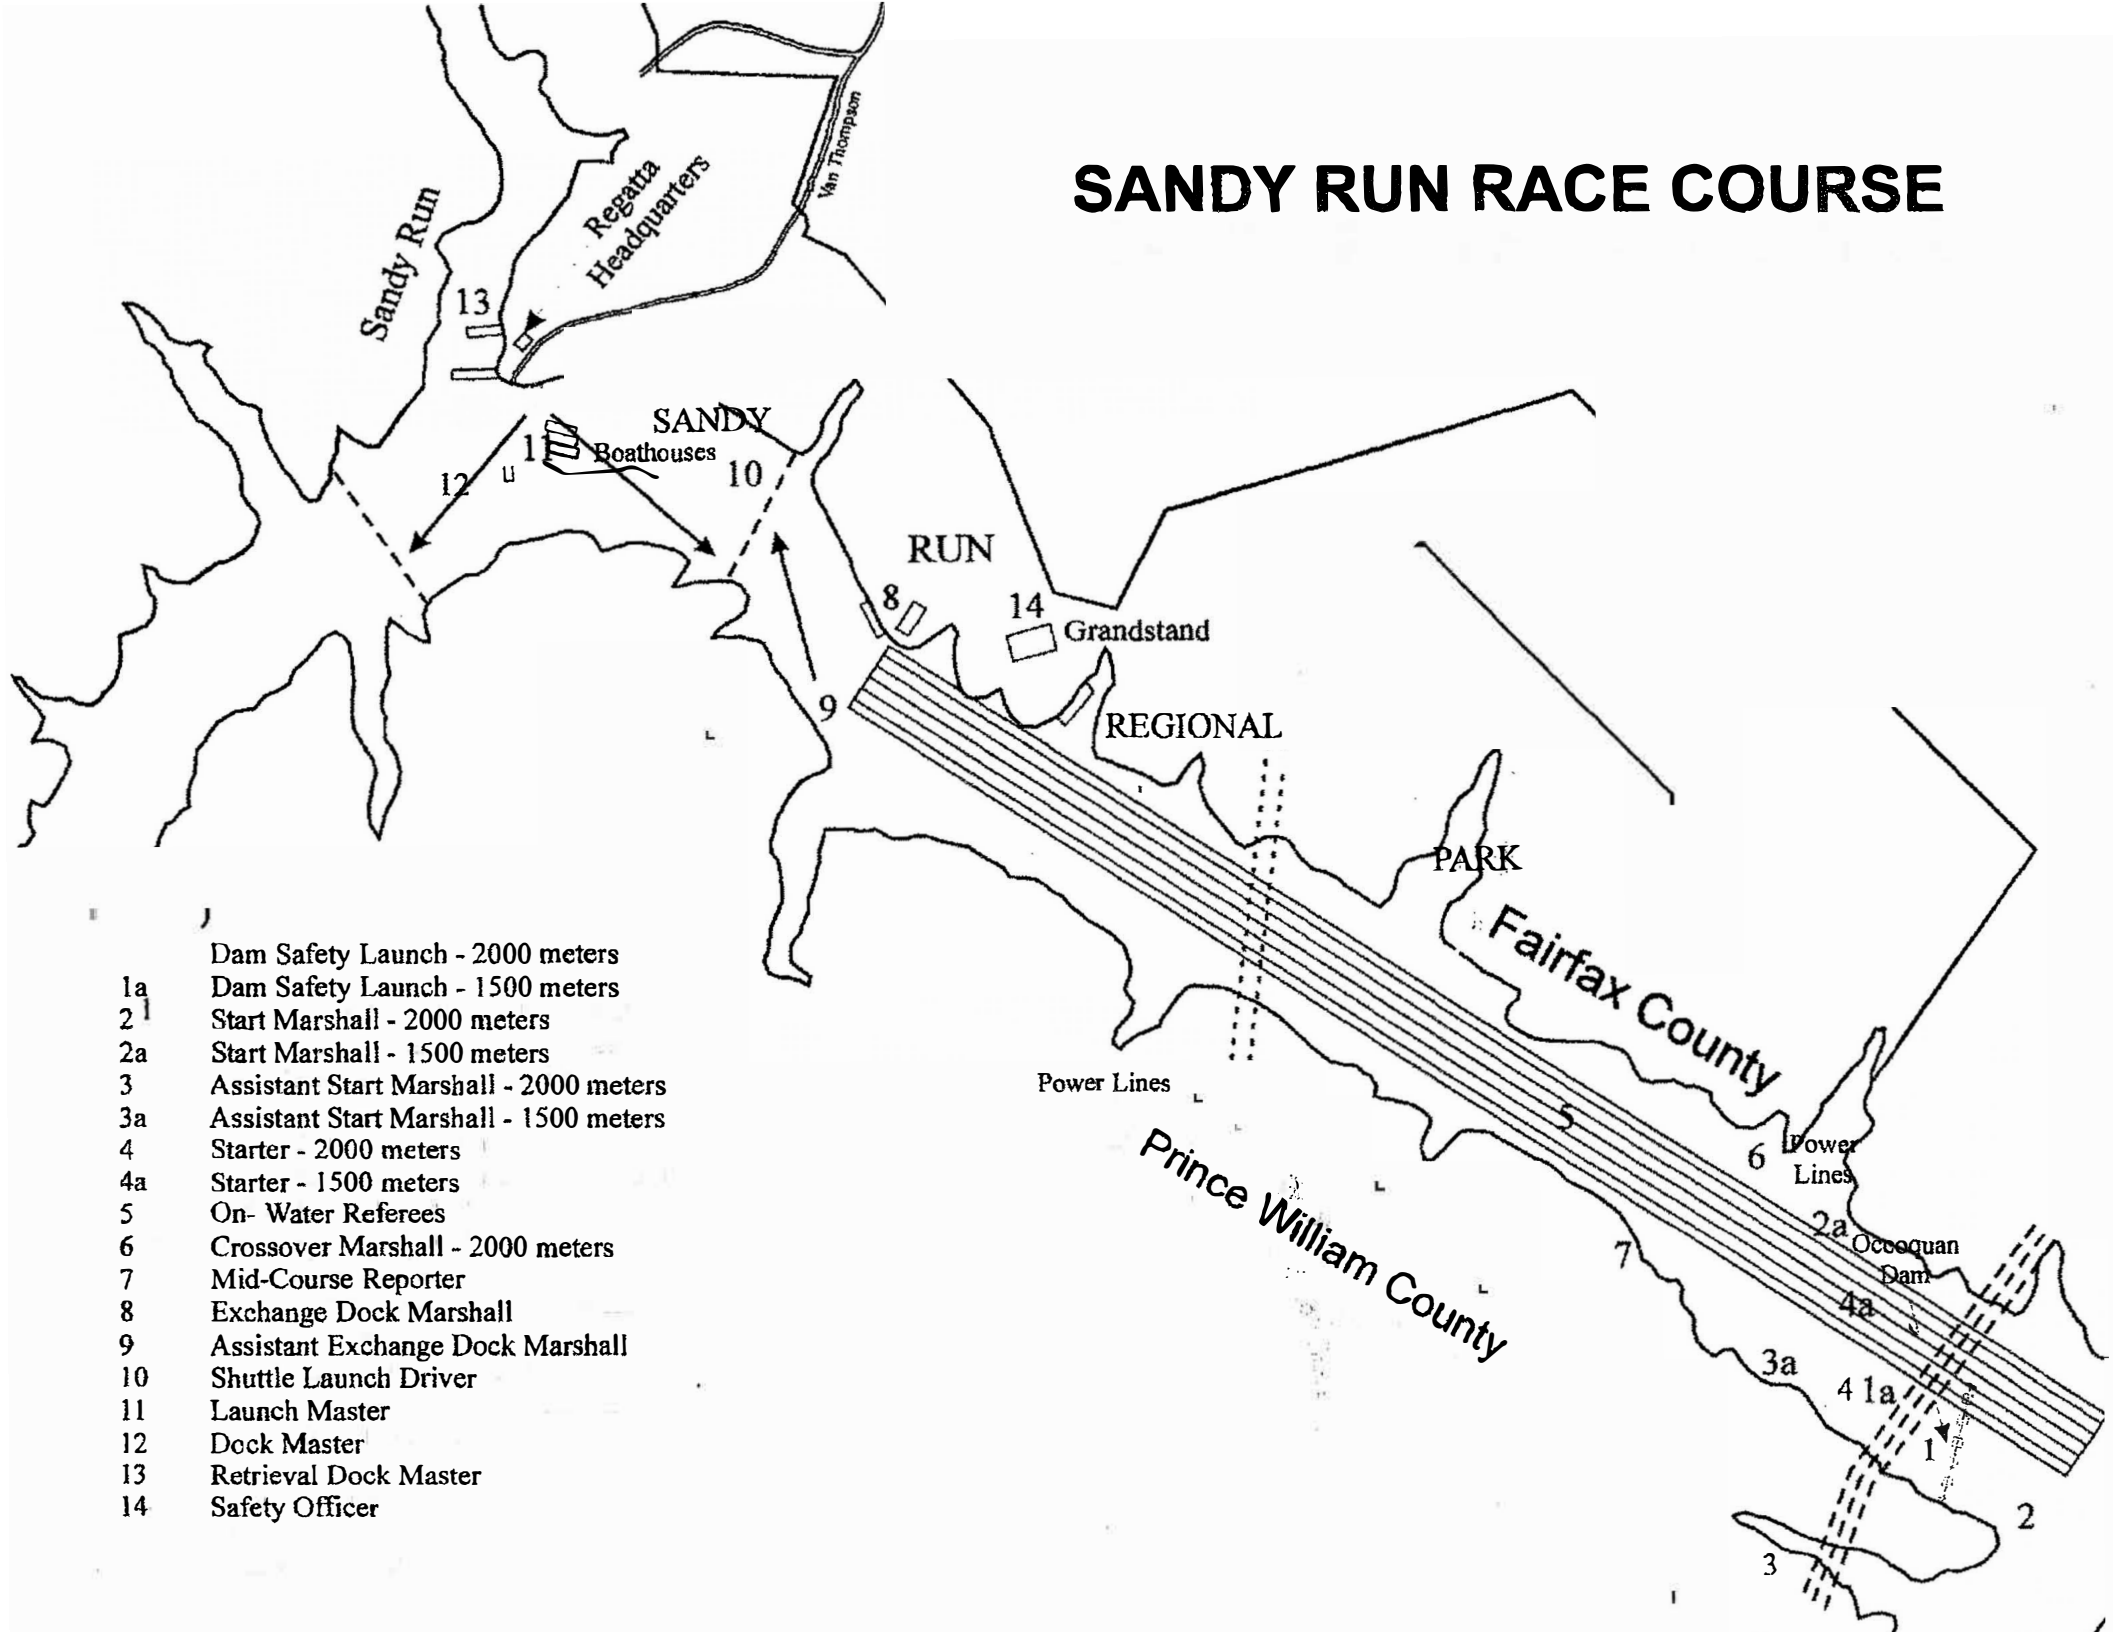 SANDY RUN RACE COURSE
Van Thompson
Regatta
Headquarters
Sandy Run
13
SANDY
11
Boathouses
10
12
RUN
8
14
Grandstand
9
REGIONAL
PARK
Fairfax County
Power Lines
5
Prince William County
6
Power
Lines
2a
Occoquan
Dam
7
4a
3a
4 1a
1
2
3
Dam Safety Launch - 2000 meters
1a Dam Safety Launch - 1500 meters
1
2 Start Marshall - 2000 meters
2a Start Marshall - 1500 meters
3 Assistant Start Marshall - 2000 meters
3a Assistant Start Marshall - 1500 meters
4 Starter - 2000 meters
4a Starter - 1500 meters
5 On- Water Referees
6 Crossover Marshall - 2000 meters
7 Mid-Course Reporter
8 Exchange Dock Marshall
9 Assistant Exchange Dock Marshall
10 Shuttle Launch Driver
11 Launch Master
12 Dock Master
13 Retrieval Dock Master
14 Safety Officer